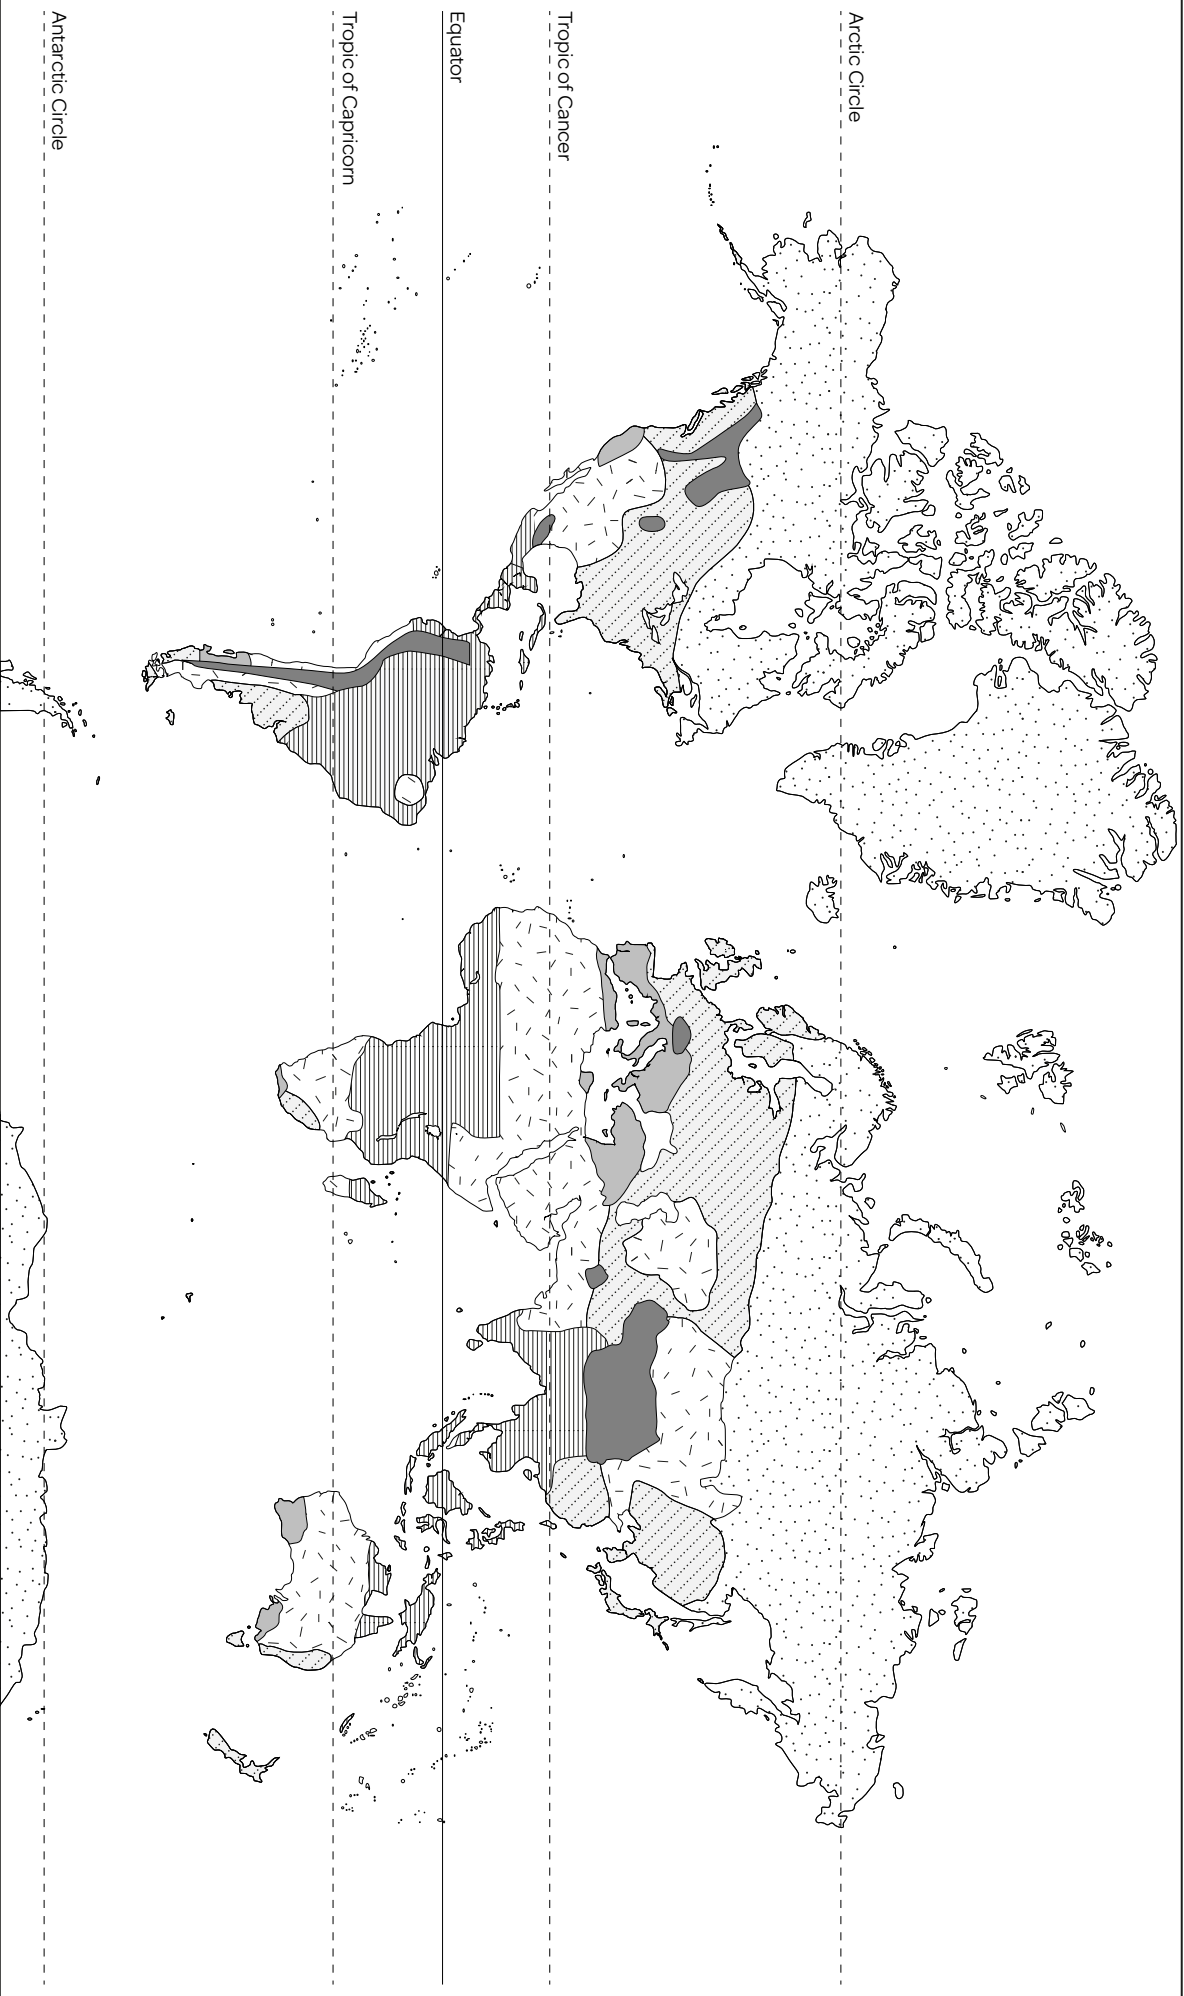 Arctic Circle
Tropic of Cancer
Equator
Tropic of Capricorn
Antarctic Circle